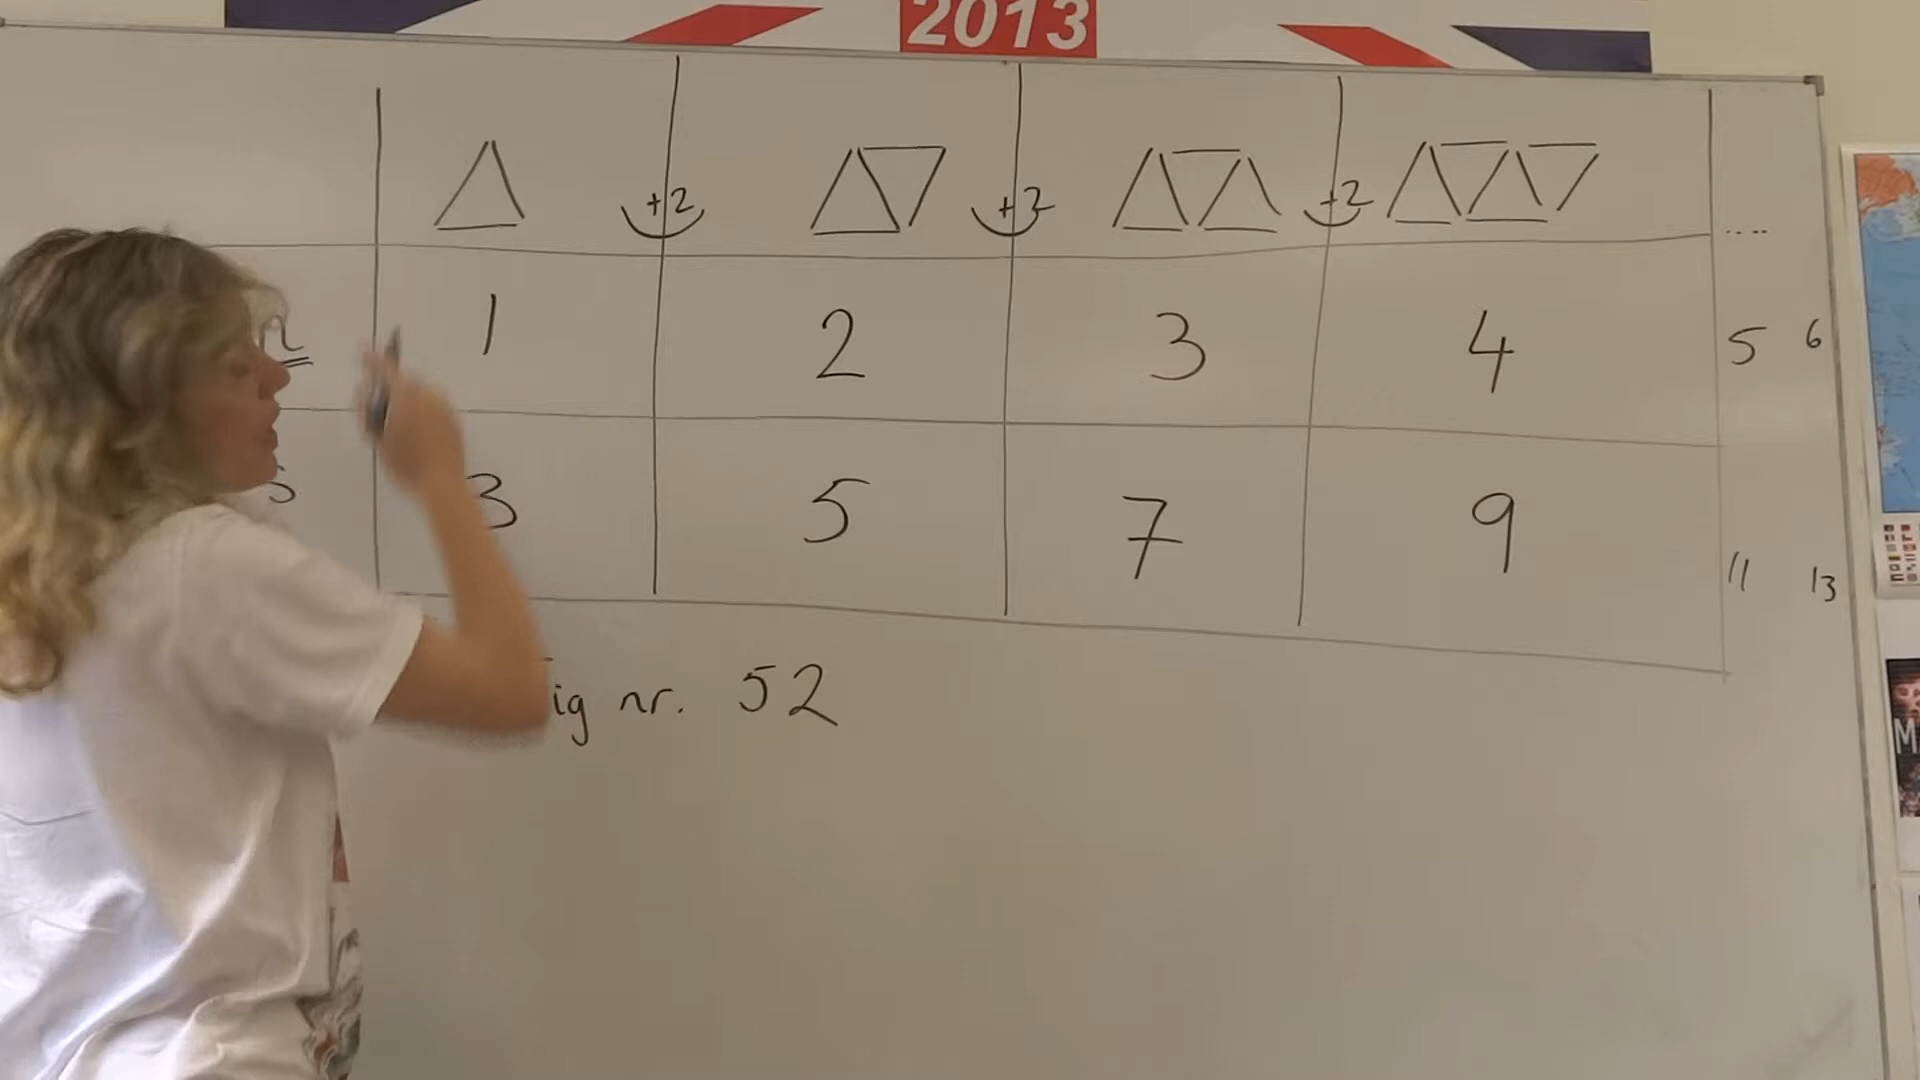 2013
+2 +2 +2 ....
n 1 2 3 4 5 6
3 5 7 9 11 13
ig nr. 52
M